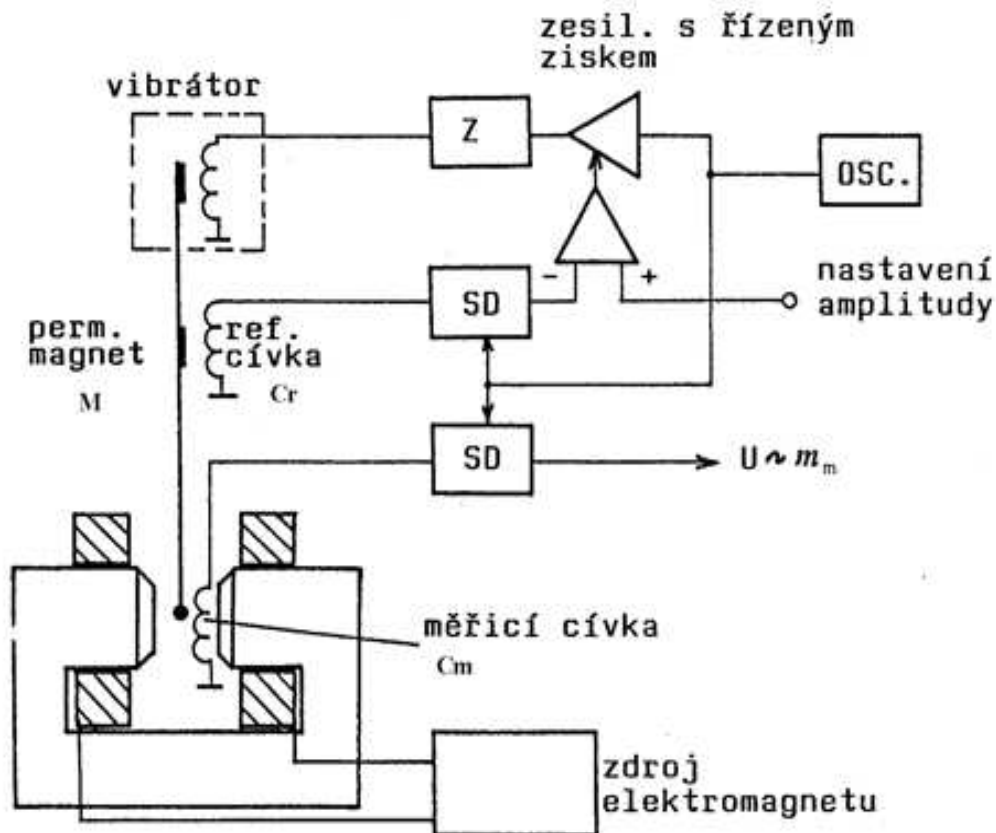 zesil. s řízeným
ziskem
vibrátor
Z
OSC.
- +
nastavení
amplitudy
SD
perm.
magnet
M
ref.
cívka
Cr
SD
U ~ mm
měřicí cívka
Cm
zdroj
elektromagnetu